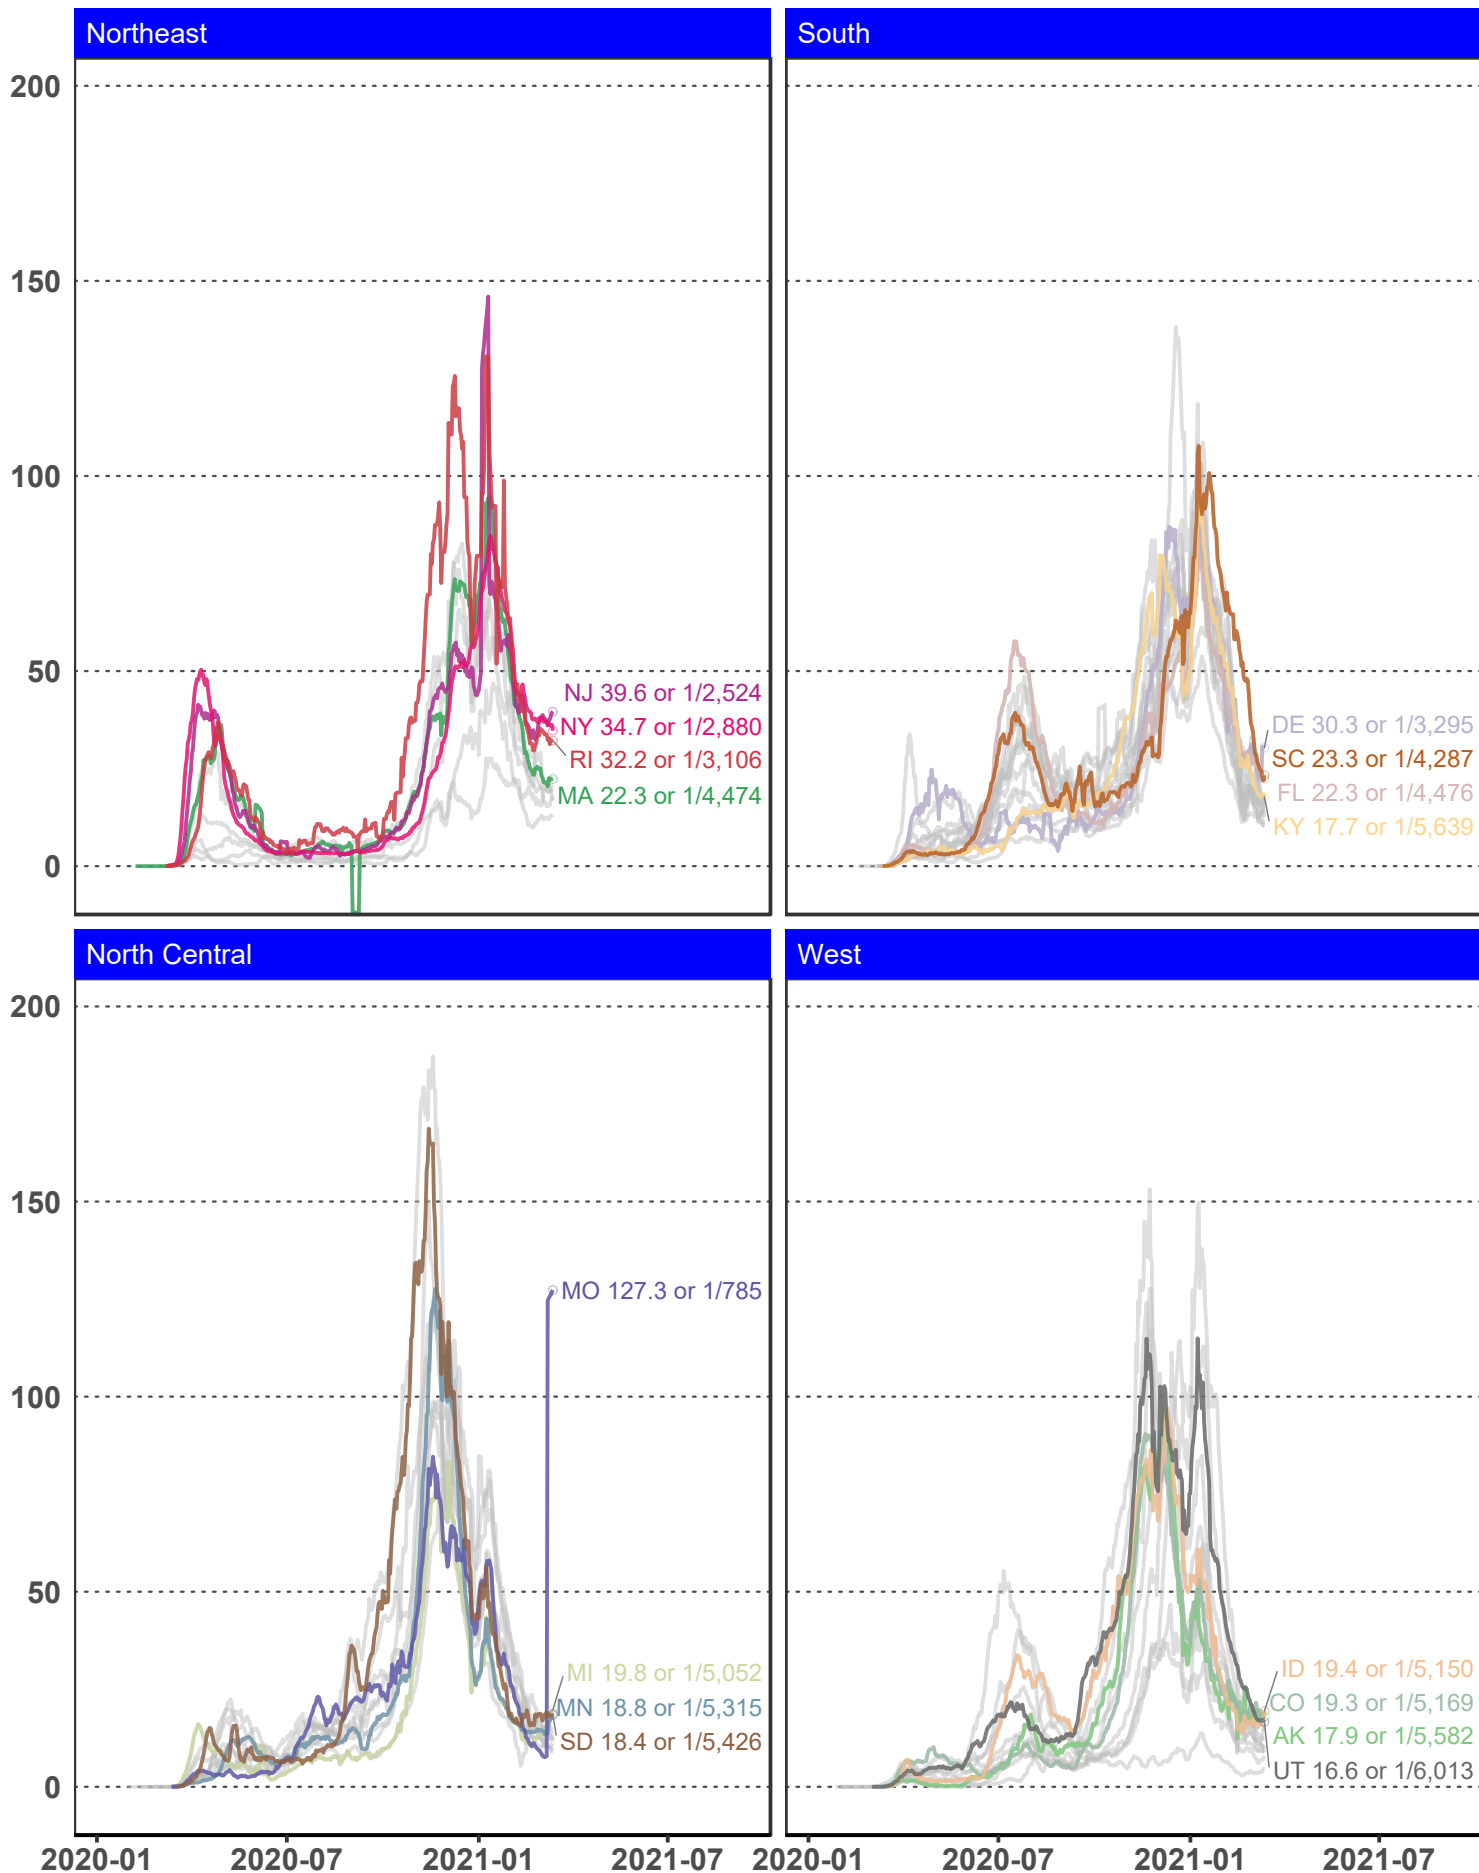 Northeast
South
200
150
100
50
0
NJ 39.6 or 1/2,524
NY 34.7 or 1/2,880
RI 32.2 or 1/3,106
MA 22.3 or 1/4,474
DE 30.3 or 1/3,295
SC 23.3 or 1/4,287
FL 22.3 or 1/4,476
KY 17.7 or 1/5,639
North Central
West
200
150
100
50
0
MO 127.3 or 1/785
MI 19.8 or 1/5,052
MN 18.8 or 1/5,315
SD 18.4 or 1/5,426
ID 19.4 or 1/5,150
CO 19.3 or 1/5,169
AK 17.9 or 1/5,582
UT 16.6 or 1/6,013
2020-01 2020-07 2021-01 2021-07 2020-01 2020-07 2021-01 2021-07